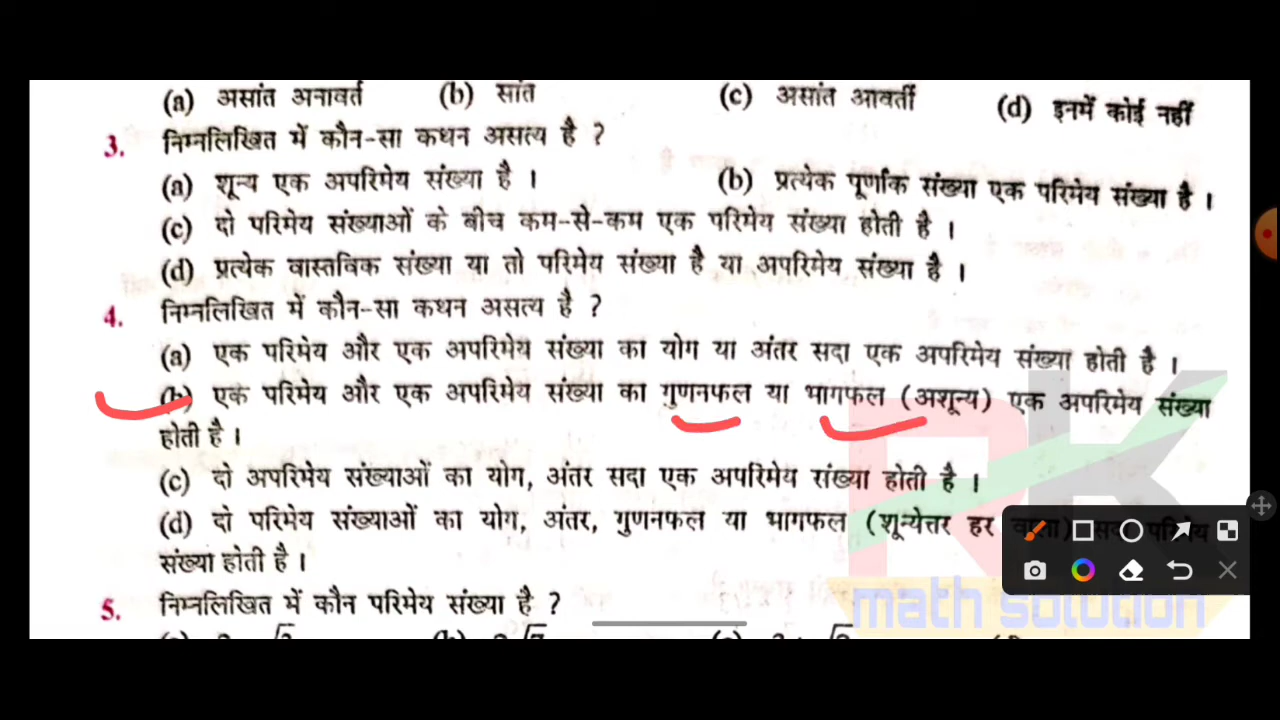 (a) असांत अनावर्त (b) सांत (c) असांत आवर्ती (d) इनमें कोई नहीं
3. निम्नलिखित में कौन-सा कथन असत्य है ?
(a) शून्य एक अपरिमेय संख्या है । (b) प्रत्येक पूर्णांक संख्या एक परिमेय संख्या है ।
(c) दो परिमेय संख्याओं के बीच कम-से-कम एक परिमेय संख्या होती है ।
(d) प्रत्येक वास्तविक संख्या या तो परिमेय संख्या है या अपरिमेय संख्या है ।
4. निम्नलिखित में कौन-सा कथन असत्य है ?
(a) एक परिमेय और एक अपरिमेय संख्या का योग या अंतर सदा एक अपरिमेय संख्या होती है ।
(b) एक परिमेय और एक अपरिमेय संख्या का गुणनफल या भागफल (अशून्य) एक अपरिमेय संख्या
होती है ।
(c) दो अपरिमेय संख्याओं का योग, अंतर सदा एक अपरिमेय संख्या होती है ।
(d) दो परिमेय संख्याओं का योग, अंतर, गुणनफल या भागफल (शून्येत्तर हर वाला) सदा परिमेय
संख्या होती है ।
5. निम्नलिखित में कौन परिमेय संख्या है ?
RK
math solution